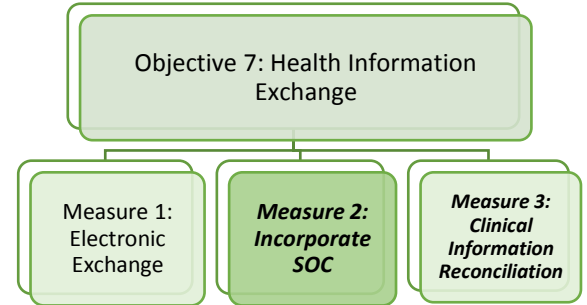 Objective 7: Health Information
Exchange
Measure 1:
Electronic
Exchange
Measure 2:
Incorporate
SOC
Measure 3:
Clinical
Information
Reconciliation